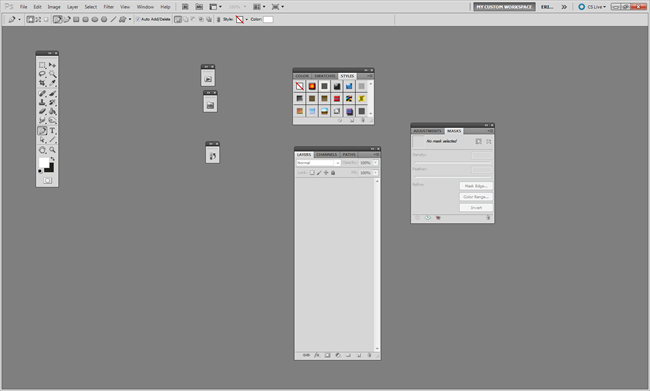 Ps File Edit Image Layer Select Filter View Window Help Br Mb MY CUSTOM WORKSPACE CS Live
Auto Add/Delete Style: Color:
COLOR SWATCHES STYLES
ADJUSTMENTS MASKS
No mask selected
Density:
Feather:
Refine: Mask Edge...
Color Range...
Invert
LAYERS CHANNELS PATHS
Normal Opacity: 100%
Lock: Fill: 100%